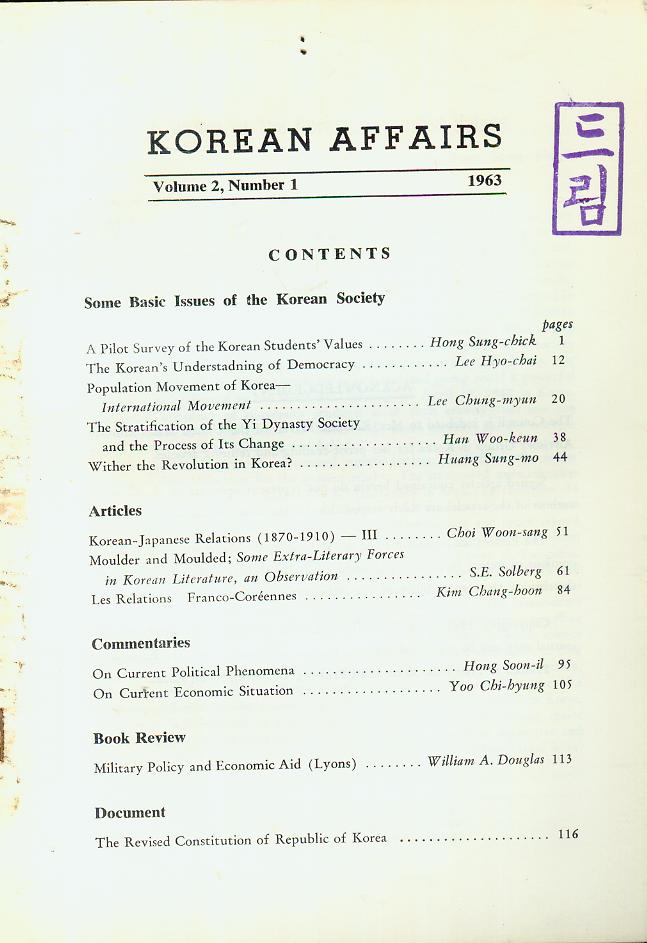 KOREAN AFFAIRS
드림
Volume 2, Number 1 1963
CONTENTS
Some Basic Issues of the Korean Society
pages
A Pilot Survey of the Korean Students' Values ........ Hong Sung-chick 1
The Korean's Understadning of Democracy ............ Lee Hyo-chai 12
Population Movement of Korea—
International Movement ...................... Lee Chung-myun 20
The Stratification of the Yi Dynasty Society
and the Process of Its Change .................... Han Woo-keun 38
Wither the Revolution in Korea? .................. Huang Sung-mo 44
Articles
Korean-Japanese Relations (1870-1910) — III ........ Choi Woon-sang 51
Moulder and Moulded; Some Extra-Literary Forces
in Korean Literature, an Observation ................ S.E. Solberg 61
Les Relations Franco-Coréennes ................ Kim Chang-hoon 84
Commentaries
On Current Political Phenomena ..................... Hong Soon-il 95
On Current Economic Situation ................... Yoo Chi-hyung 105
Book Review
Military Policy and Economic Aid (Lyons) ........ William A. Douglas 113
Document
The Revised Constitution of Republic of Korea ..................... 116